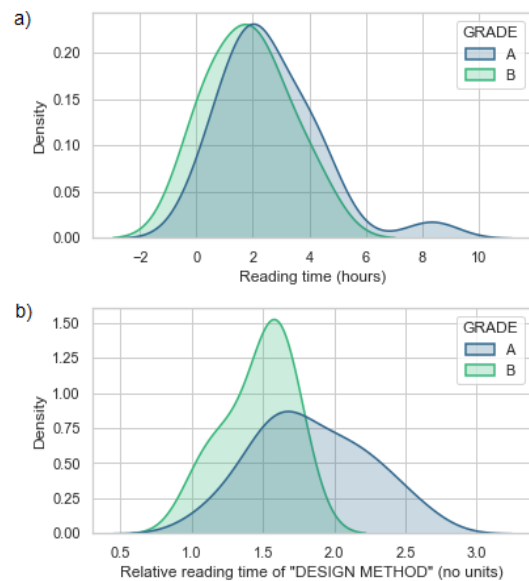 a)
GRADE
A
B
0.20
0.15
0.10
0.05
0.00
Density
−2 0 2 4 6 8 10
Reading time (hours)
b)
GRADE
A
B
1.50
1.25
1.00
0.75
0.50
0.25
0.00
Density
0.5 1.0 1.5 2.0 2.5 3.0
Relative reading time of "DESIGN METHOD" (no units)